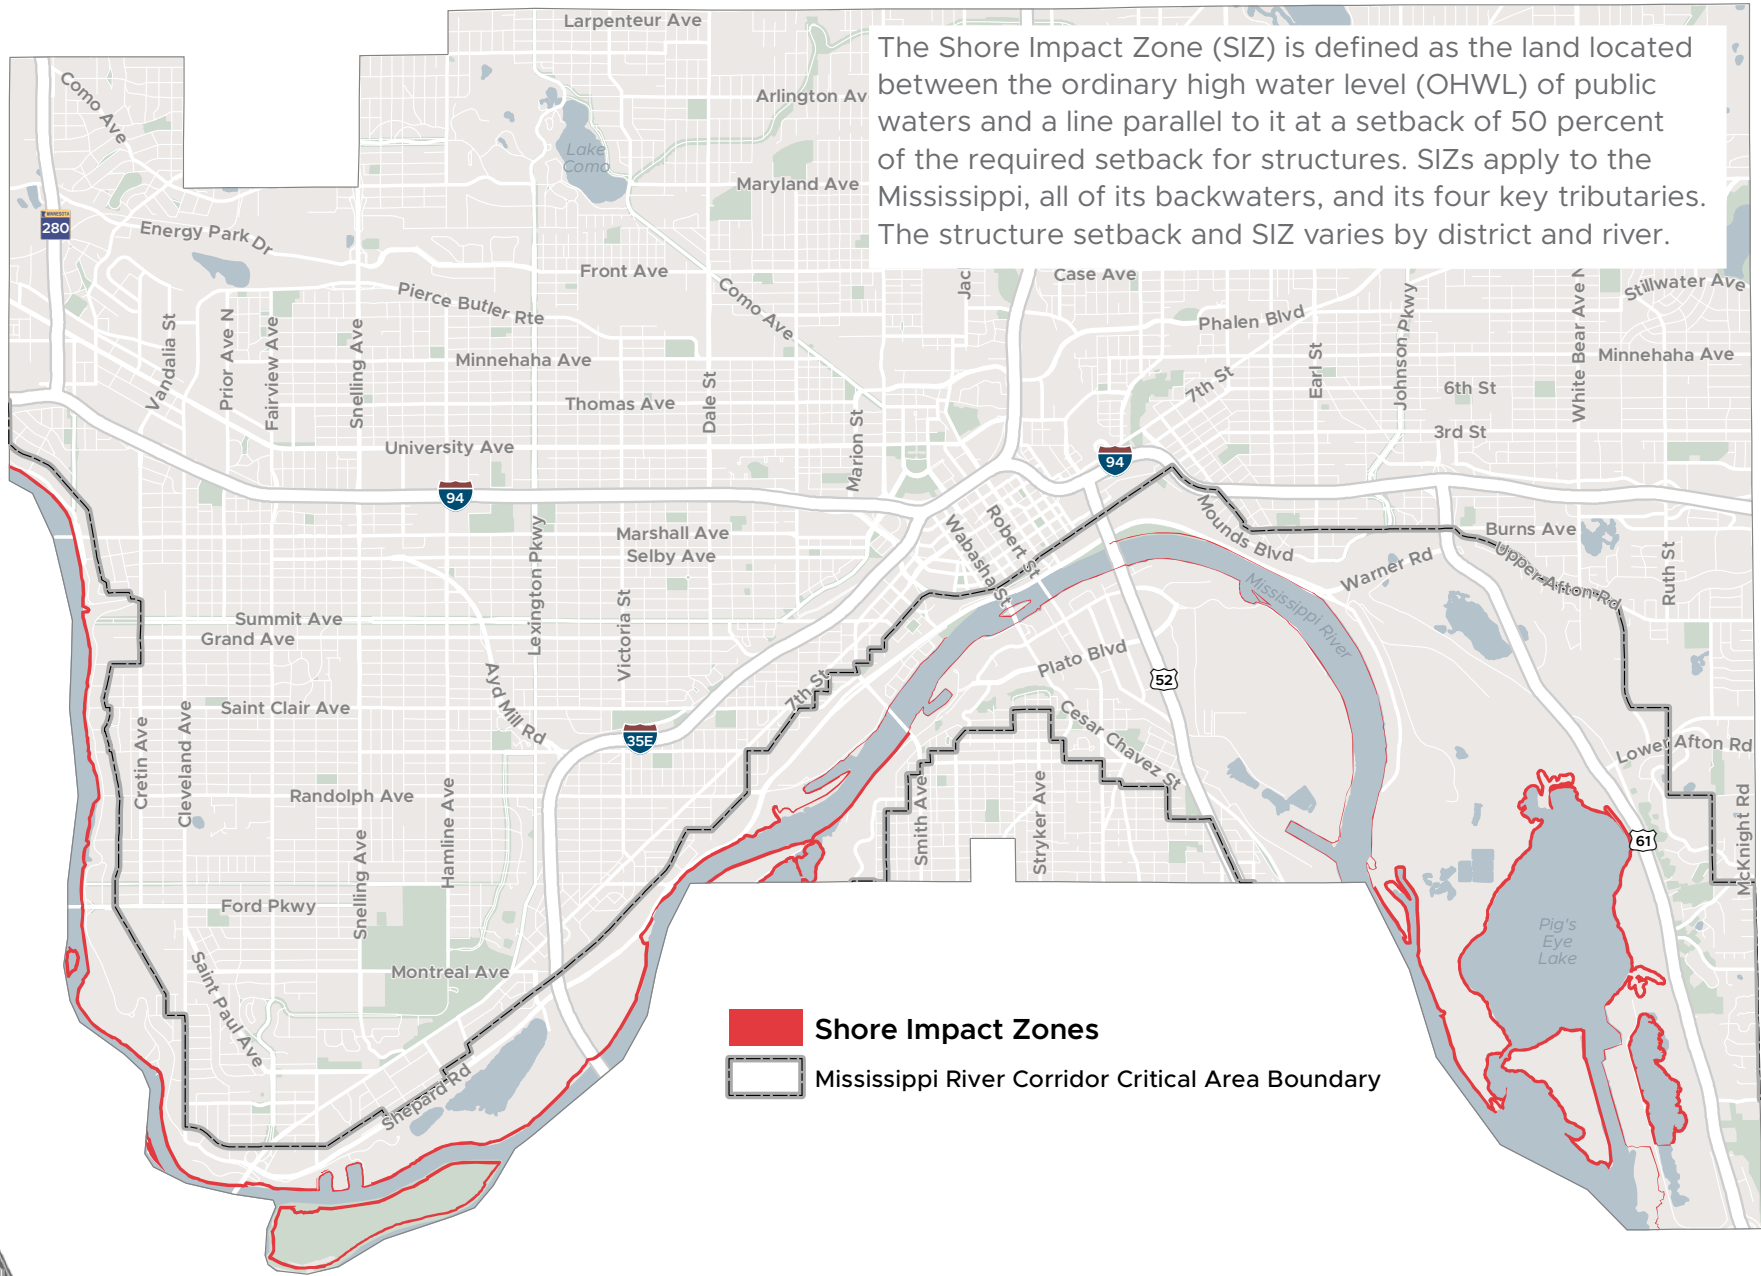 Larpenteur Ave
The Shore Impact Zone (SIZ) is defined as the land located
between the ordinary high water level (OHWL) of public
waters and a line parallel to it at a setback of 50 percent
of the required setback for structures. SIZs apply to the
Mississippi, all of its backwaters, and its four key tributaries.
The structure setback and SIZ varies by district and river.
Como Ave
Arlington Av
Lake
Como
Maryland Ave
MINNESOTA
280
Energy Park Dr
Front Ave
Jac
Case Ave
Stillwater Ave
Pierce Butler Rte
Como Ave
Phalen Blvd
Johnson Pkwy
White Bear Ave N
Vandalia St
Prior Ave N
Fairview Ave
Snelling Ave
Minnehaha Ave
Minnehaha Ave
Earl St
7th St
6th St
Thomas Ave
Dale St
Marion St
3rd St
University Ave
94
94
Marshall Ave
Selby Ave
Lexington Pkwy
Victoria St
Wabasha St
Robert St
Mounds Blvd
Burns Ave
Upper Afton Rd
Ruth St
Warner Rd
Mississippi River
Summit Ave
Grand Ave
Plato Blvd
52
Ayd Mill Rd
7th St
Saint Clair Ave
Cesar Chavez St
35E
Lower Afton Rd
Cretin Ave
Cleveland Ave
Randolph Ave
Hamline Ave
Smith Ave
Stryker Ave
McKnight Rd
61
Snelling Ave
Ford Pkwy
Pig's
Eye
Lake
Montreal Ave
Saint Paul Ave
Shepard Rd
Shore Impact Zones
Mississippi River Corridor Critical Area Boundary